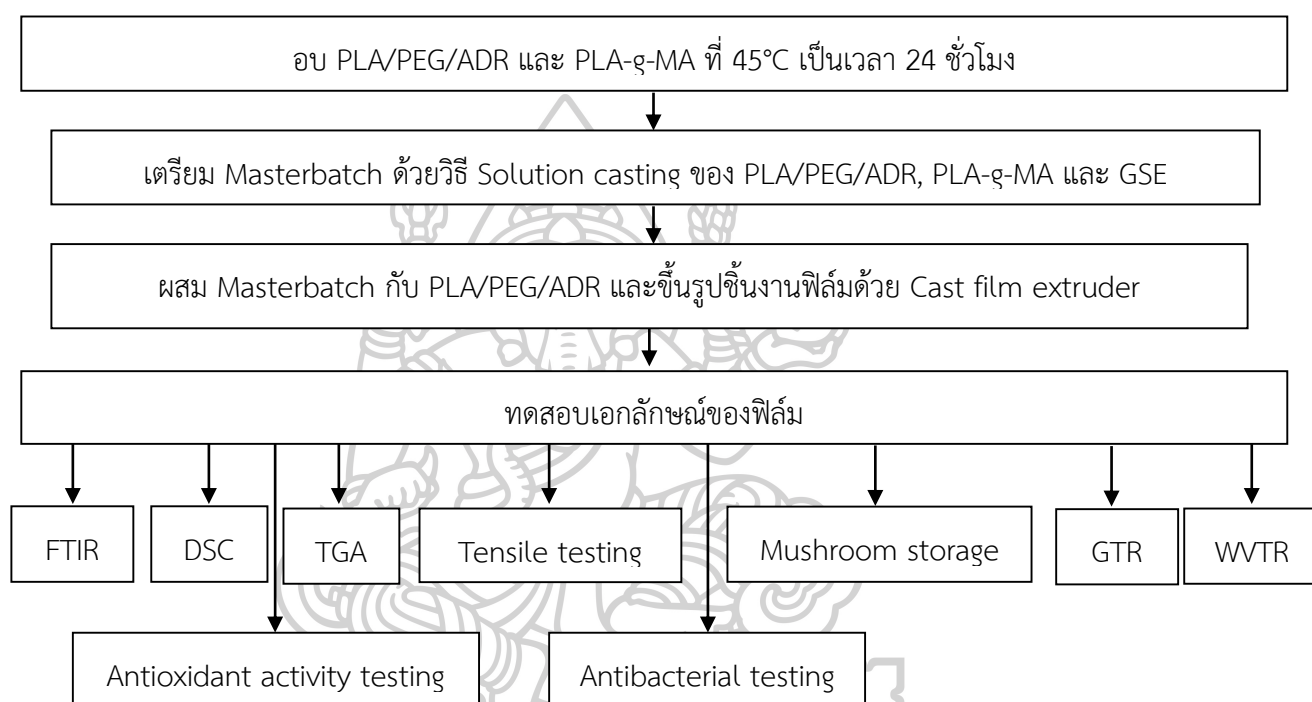 อบ PLA/PEG/ADR และ PLA-g-MA ที่ 45°C เป็นเวลา 24 ชั่วโมง
เตรียม Masterbatch ด้วยวิธี Solution casting ของ PLA/PEG/ADR, PLA-g-MA และ GSE
ผสม Masterbatch กับ PLA/PEG/ADR และขึ้นรูปชิ้นงานฟิล์มด้วย Cast film extruder
ทดสอบเอกลักษณ์ของฟิล์ม
FTIR DSC TGA Tensile testing Mushroom storage GTR WVTR
Antioxidant activity testing Antibacterial testing